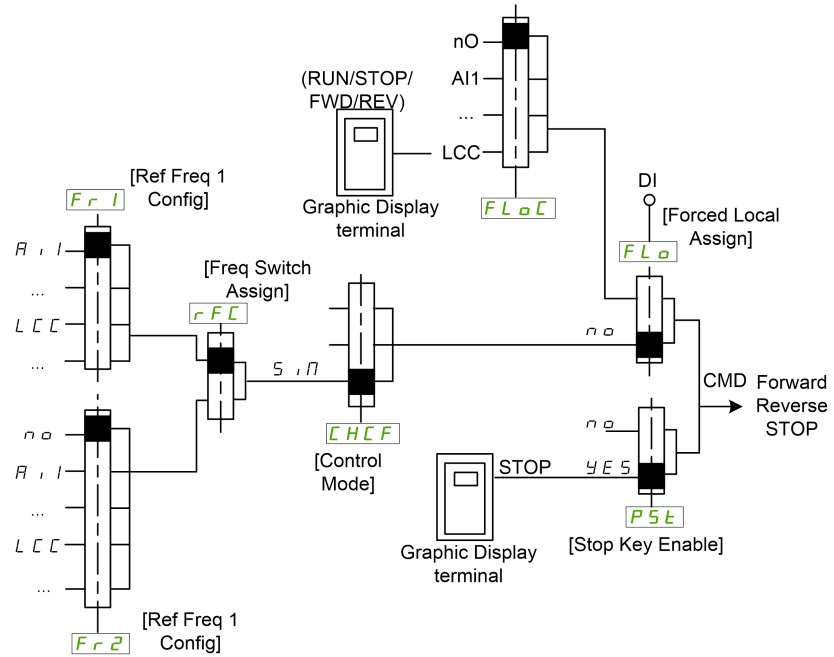 nO
AI1
...
LCC
(RUN/STOP/
FWD/REV)
Graphic Display
terminal
FLoC
DI
[Forced Local
Assign]
FLo
[Ref Freq 1
Config]
Fr1
Ai1
...
LCC
...
[Freq Switch
Assign]
rFC
SiM
CHCF
[Control
Mode]
no
CMD
Forward
Reverse
STOP
no
Ai1
...
LCC
...
Fr2
[Ref Freq 1
Config]
no
STOP
YES
PSt
[Stop Key Enable]
Graphic Display
terminal